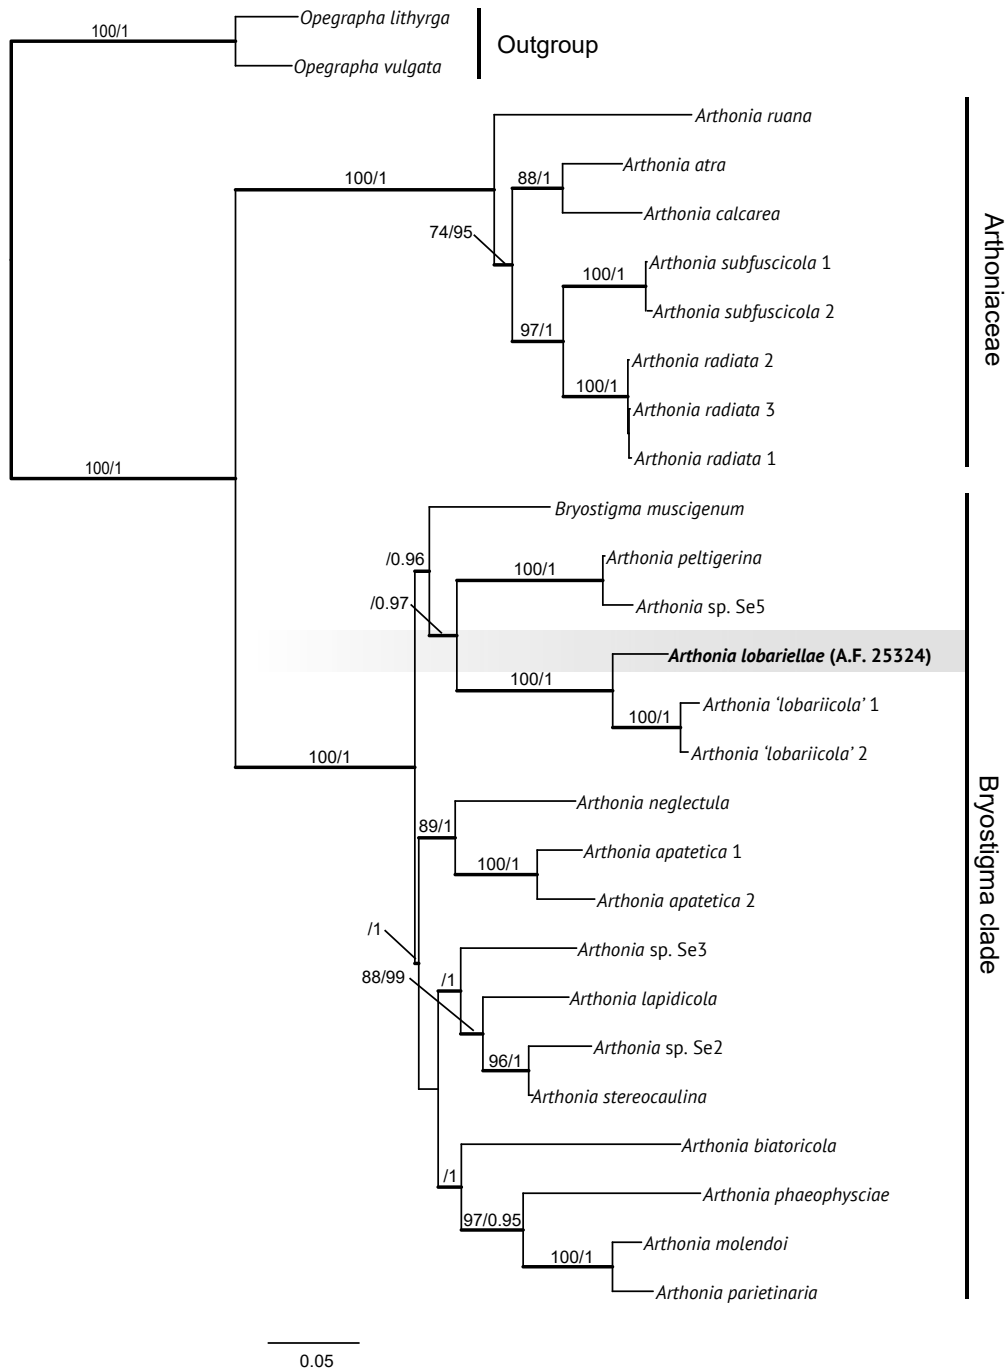 Opegrapha lithyrga
100/1
Outgroup
Opegrapha vulgata
Arthonia ruana
Arthonia atra
100/1
88/1
Arthonia calcarea
74/95
Arthonia subfuscicola 1
100/1
Arthonia subfuscicola 2
97/1
Arthonia radiata 2
100/1
Arthonia radiata 3
Arthonia radiata 1
Arthoniaceae
100/1
Bryostigma muscigenum
/0.96
Arthonia peltigerina
100/1
/0.97
Arthonia sp. Se5
Arthonia lobariellae (A.F. 25324)
100/1
Arthonia ‘lobariicola’ 1
100/1
Arthonia ‘lobariicola’ 2
100/1
Arthonia neglectula
89/1
Arthonia apatetica 1
100/1
Arthonia apatetica 2
/1
Arthonia sp. Se3
88/99
/1
Arthonia lapidicola
Arthonia sp. Se2
96/1
Arthonia stereocaulina
Arthonia biatoricola
/1
Arthonia phaeophysciae
97/0.95
Arthonia molendoi
100/1
Arthonia parietinaria
Bryostigma clade
0.05